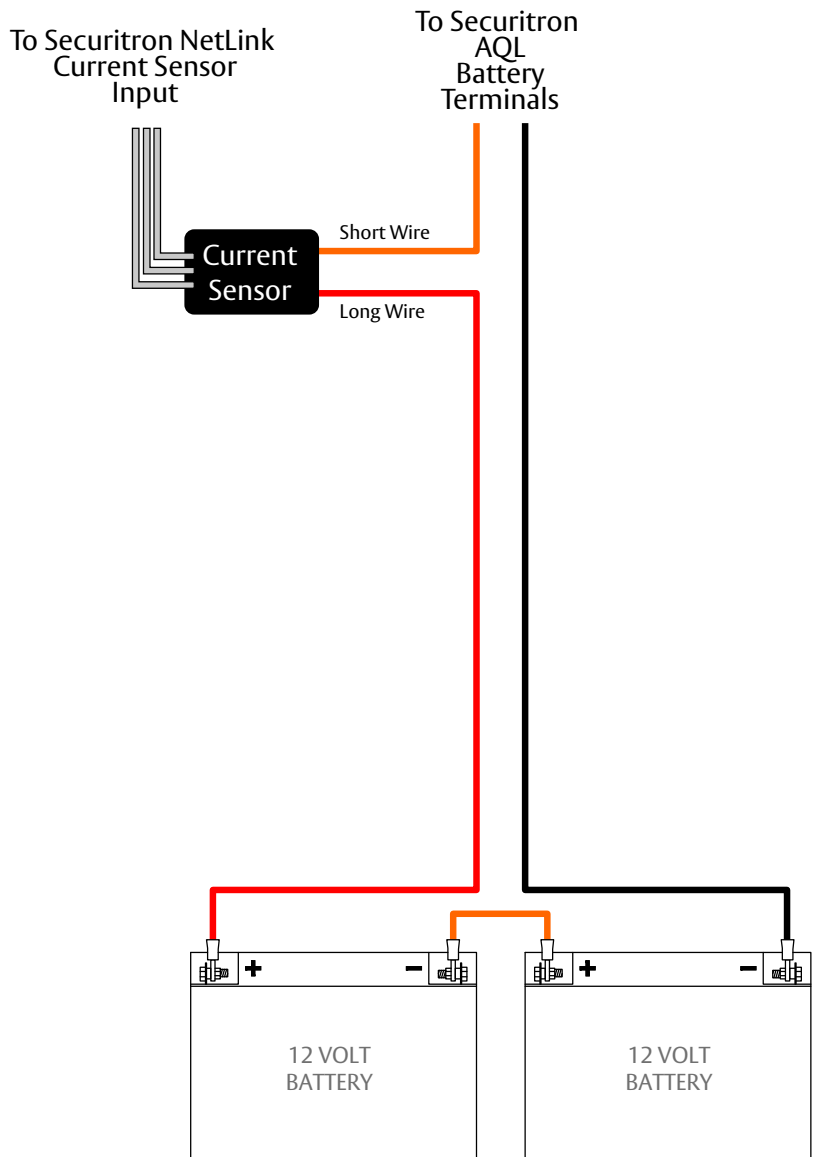 To Securitron NetLink
Current Sensor
Input
To Securitron
AQL
Battery
Terminals
Current
Sensor
Short Wire
Long Wire
+
-
+
-
12 VOLT
BATTERY
12 VOLT
BATTERY